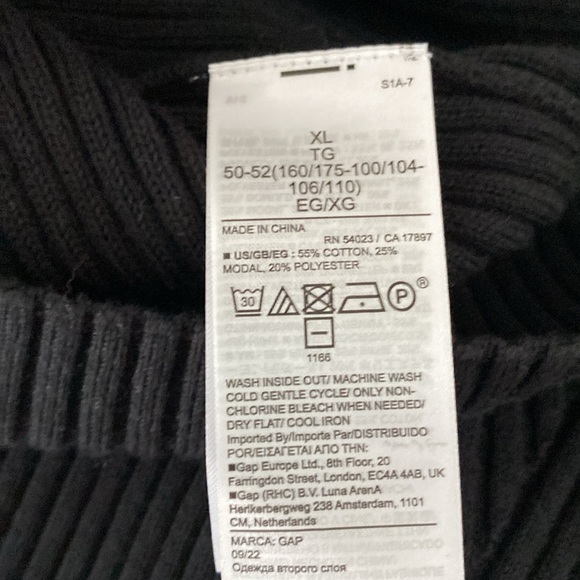 S1A-7
XL
TG
50-52(160/175-100/104-
106/110)
EG/XG
MADE IN CHINA
RN 54023 / CA 17897
■ US/GB/EG : 55% COTTON, 25%
MODAL, 20% POLYESTER
30 P ®
1166
WASH INSIDE OUT/ MACHINE WASH
COLD GENTLE CYCLE/ ONLY NON-
CHLORINE BLEACH WHEN NEEDED/
DRY FLAT/ COOL IRON
Imported By/Importe Par/DISTRIBUIDO
POR/ΕΙΣΑΓΕΤΑΙ ΑΠΟ ΤΗΝ:
■Gap Europe Ltd., 8th Floor, 20
Farringdon Street, London, EC4A 4AB, UK
■Gap (RHC) B.V. Luna ArenA
Herikerbergweg 238 Amsterdam, 1101
CM, Netherlands
MARCA: GAP
09/22
Одежда второго слоя